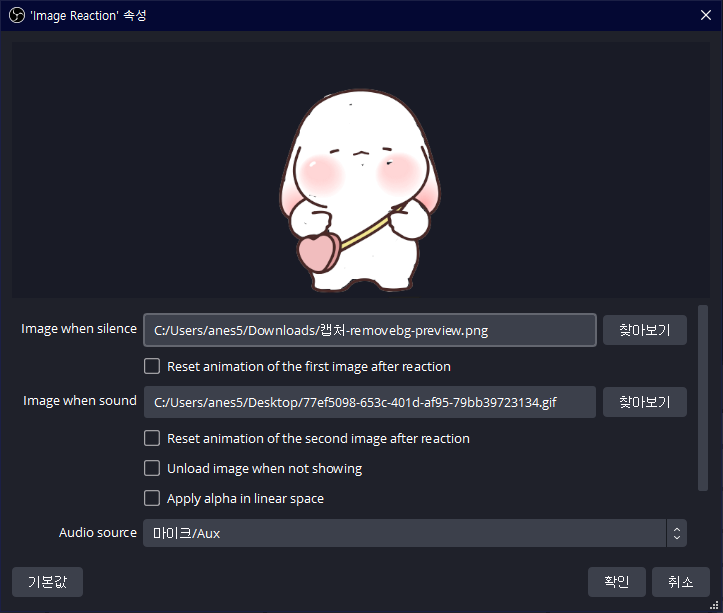 'Image Reaction' 속성
Image when silence C:/Users/anes5/Downloads/캡처-removebg-preview.png 찾아보기
Reset animation of the first image after reaction
Image when sound C:/Users/anes5/Desktop/77ef5098-653c-401d-af95-79bb39723134.gif 찾아보기
Reset animation of the second image after reaction
Unload image when not showing
Apply alpha in linear space
Audio source 마이크/Aux
기본값 확인 취소